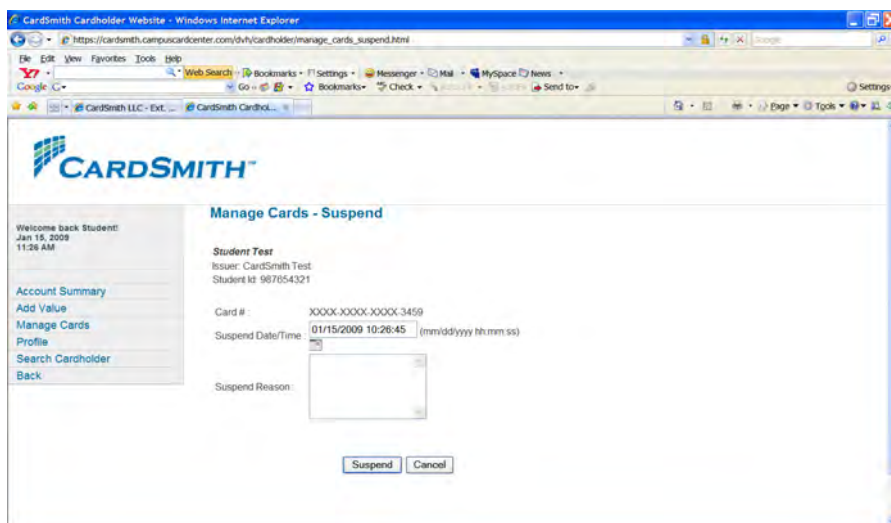 CardSmith Cardholder Website - Windows Internet Explorer
https://cardsmith.campuscardcenter.com/dvh/cardholder/manage_cards_suspend.html
Google
File Edit View Favorites Tools Help
Y7 Web Search Bookmarks Settings Messenger Mail MySpace News
Google G Go Bookmarks Check Send to Settings
CardSmith LLC - Ext. ... CardSmith Cardhol... Page Tools
CARDSMITH™
Manage Cards - Suspend
Welcome back Student!
Jan 15, 2009
11:26 AM
Student Test
Issuer: CardSmith Test
Student Id: 987654321
Account Summary
Add Value
Manage Cards
Profile
Search Cardholder
Back
Card # : XXXX-XXXX-XXXX-3459
Suspend Date/Time : 01/15/2009 10:26:45 (mm/dd/yyyy hh:mm:ss)
Suspend Reason:
Suspend Cancel